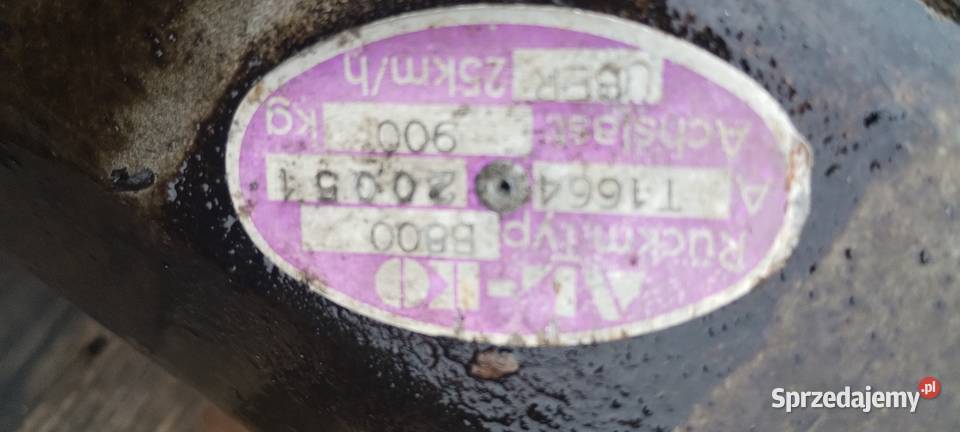 AL-KO
Rückm.Typ B800
A T1664 20051
Achslast 900 kg
ÜBER 25km/h
Sprzedajemy.pl